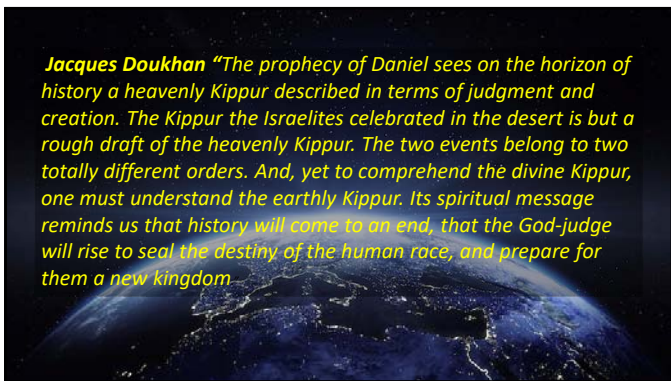 Jacques Doukhan “The prophecy of Daniel sees on the horizon of
history a heavenly Kippur described in terms of judgment and
creation. The Kippur the Israelites celebrated in the desert is but a
rough draft of the heavenly Kippur. The two events belong to two
totally different orders. And, yet to comprehend the divine Kippur,
one must understand the earthly Kippur. Its spiritual message
reminds us that history will come to an end, that the God-judge
will rise to seal the destiny of the human race, and prepare for
them a new kingdom